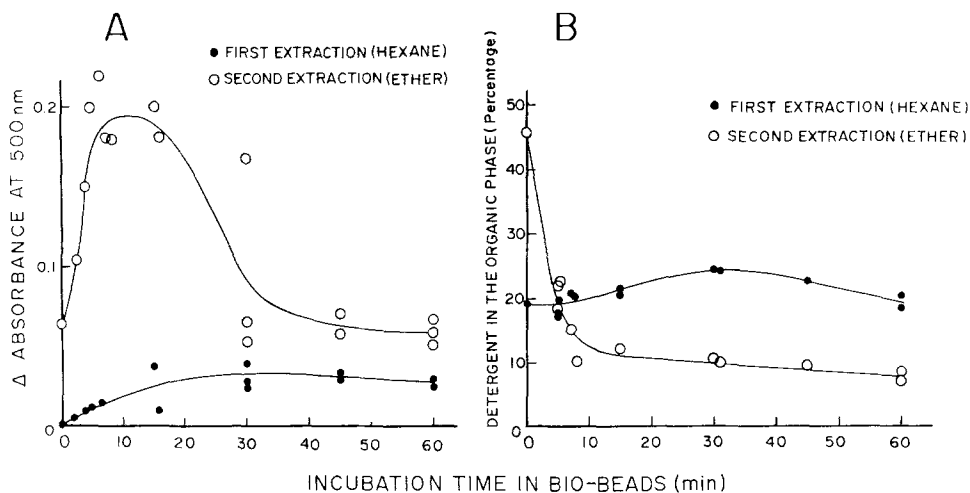 A
● FIRST EXTRACTION (HEXANE)
○ SECOND EXTRACTION (ETHER)
Δ ABSORBANCE AT 500nm
0.2
0.1
0
0 10 20 30 40 50 60
B
● FIRST EXTRACTION (HEXANE)
○ SECOND EXTRACTION (ETHER)
DETERGENT IN THE ORGANIC PHASE (Percentage)
50
40
30
20
10
0
0 10 20 30 40 50 60
INCUBATION TIME IN BIO-BEADS (min)